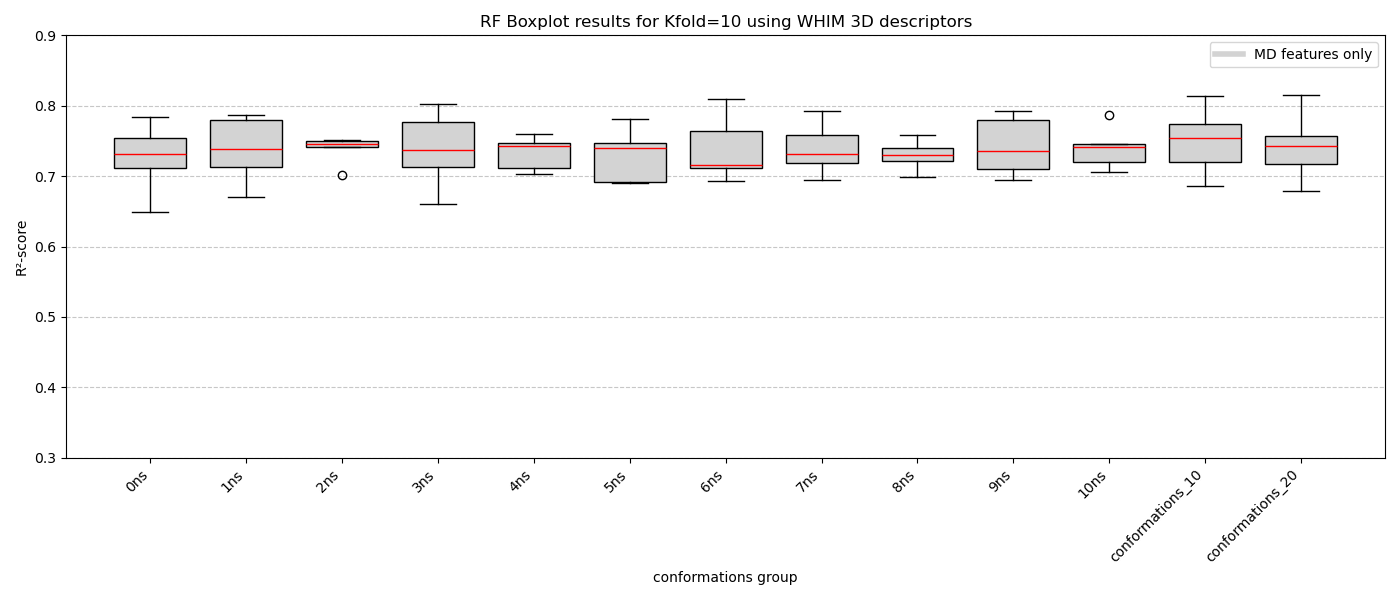 RF Boxplot results for Kfold=10 using WHIM 3D descriptors
MD features only
R²-score
0.9
0.8
0.7
0.6
0.5
0.4
0.3
0ns
1ns
2ns
3ns
4ns
5ns
6ns
7ns
8ns
9ns
10ns
conformations_10
conformations_20
conformations group